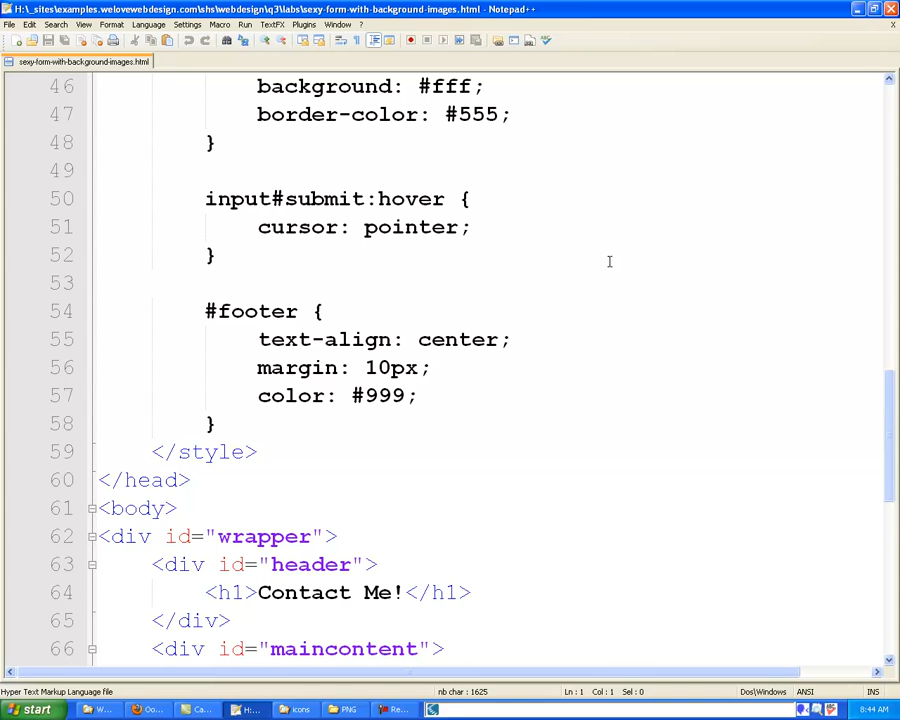 H:\_sites\examples.welovewebdesign.com\shs\webdesign\q3\labs\sexy-form-with-background-images.html - Notepad++
File Edit Search View Format Language Settings Macro Run TextFX Plugins Window ?
X
sexy-form-with-background-images.html
46 background: #fff;
47 border-color: #555;
48 }
49
50 input#submit:hover {
51 cursor: pointer;
52 }
53
54 #footer {
55 text-align: center;
56 margin: 10px;
57 color: #999;
58 }
59 </style>
60 </head>
61 <body>
62 <div id="wrapper">
63 <div id="header">
64 <h1>Contact Me!</h1>
65 </div>
66 <div id="maincontent">
Hyper Text Markup Language file nb char : 1625 Ln : 1 Col : 1 Sel : 0 Dos\Windows ANSI INS
start W... Oo... Ca... H:... icons PNG Re... 8:44 AM